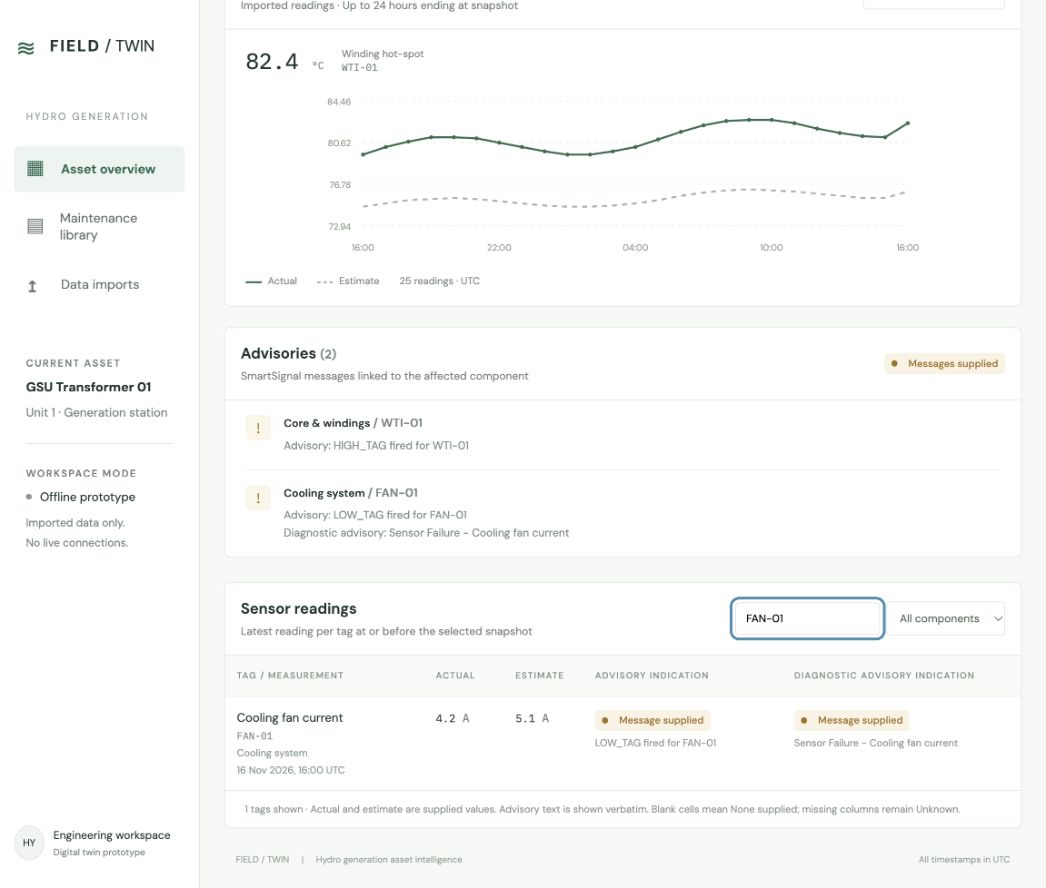 FIELD / TWIN
HYDRO GENERATION
Asset overview
Maintenance
library
Data imports
CURRENT ASSET
GSU Transformer 01
Unit 1 · Generation station
WORKSPACE MODE
Offline prototype
Imported data only.
No live connections.
HY
Engineering workspace
Digital twin prototype
Imported readings · Up to 24 hours ending at snapshot
82.4 °C
Winding hot-spot
WTI-01
84.46
80.62
76.78
72.94
16:00 22:00 04:00 10:00 16:00
Actual Estimate 25 readings · UTC
Advisories (2)
SmartSignal messages linked to the affected component
Messages supplied
! Core & windings / WTI-01
Advisory: HIGH_TAG fired for WTI-01
! Cooling system / FAN-01
Advisory: LOW_TAG fired for FAN-01
Diagnostic advisory: Sensor Failure - Cooling fan current
Sensor readings
Latest reading per tag at or before the selected snapshot
FAN-01
All components
TAG / MEASUREMENT ACTUAL ESTIMATE ADVISORY INDICATION DIAGNOSTIC ADVISORY INDICATION
Cooling fan current 4.2 A 5.1 A Message supplied Message supplied
FAN-01 LOW_TAG fired for FAN-01 Sensor Failure - Cooling fan current
Cooling system
16 Nov 2026, 16:00 UTC
1 tags shown · Actual and estimate are supplied values. Advisory text is shown verbatim. Blank cells mean None supplied; missing columns remain Unknown.
FIELD / TWIN | Hydro generation asset intelligence
All timestamps in UTC